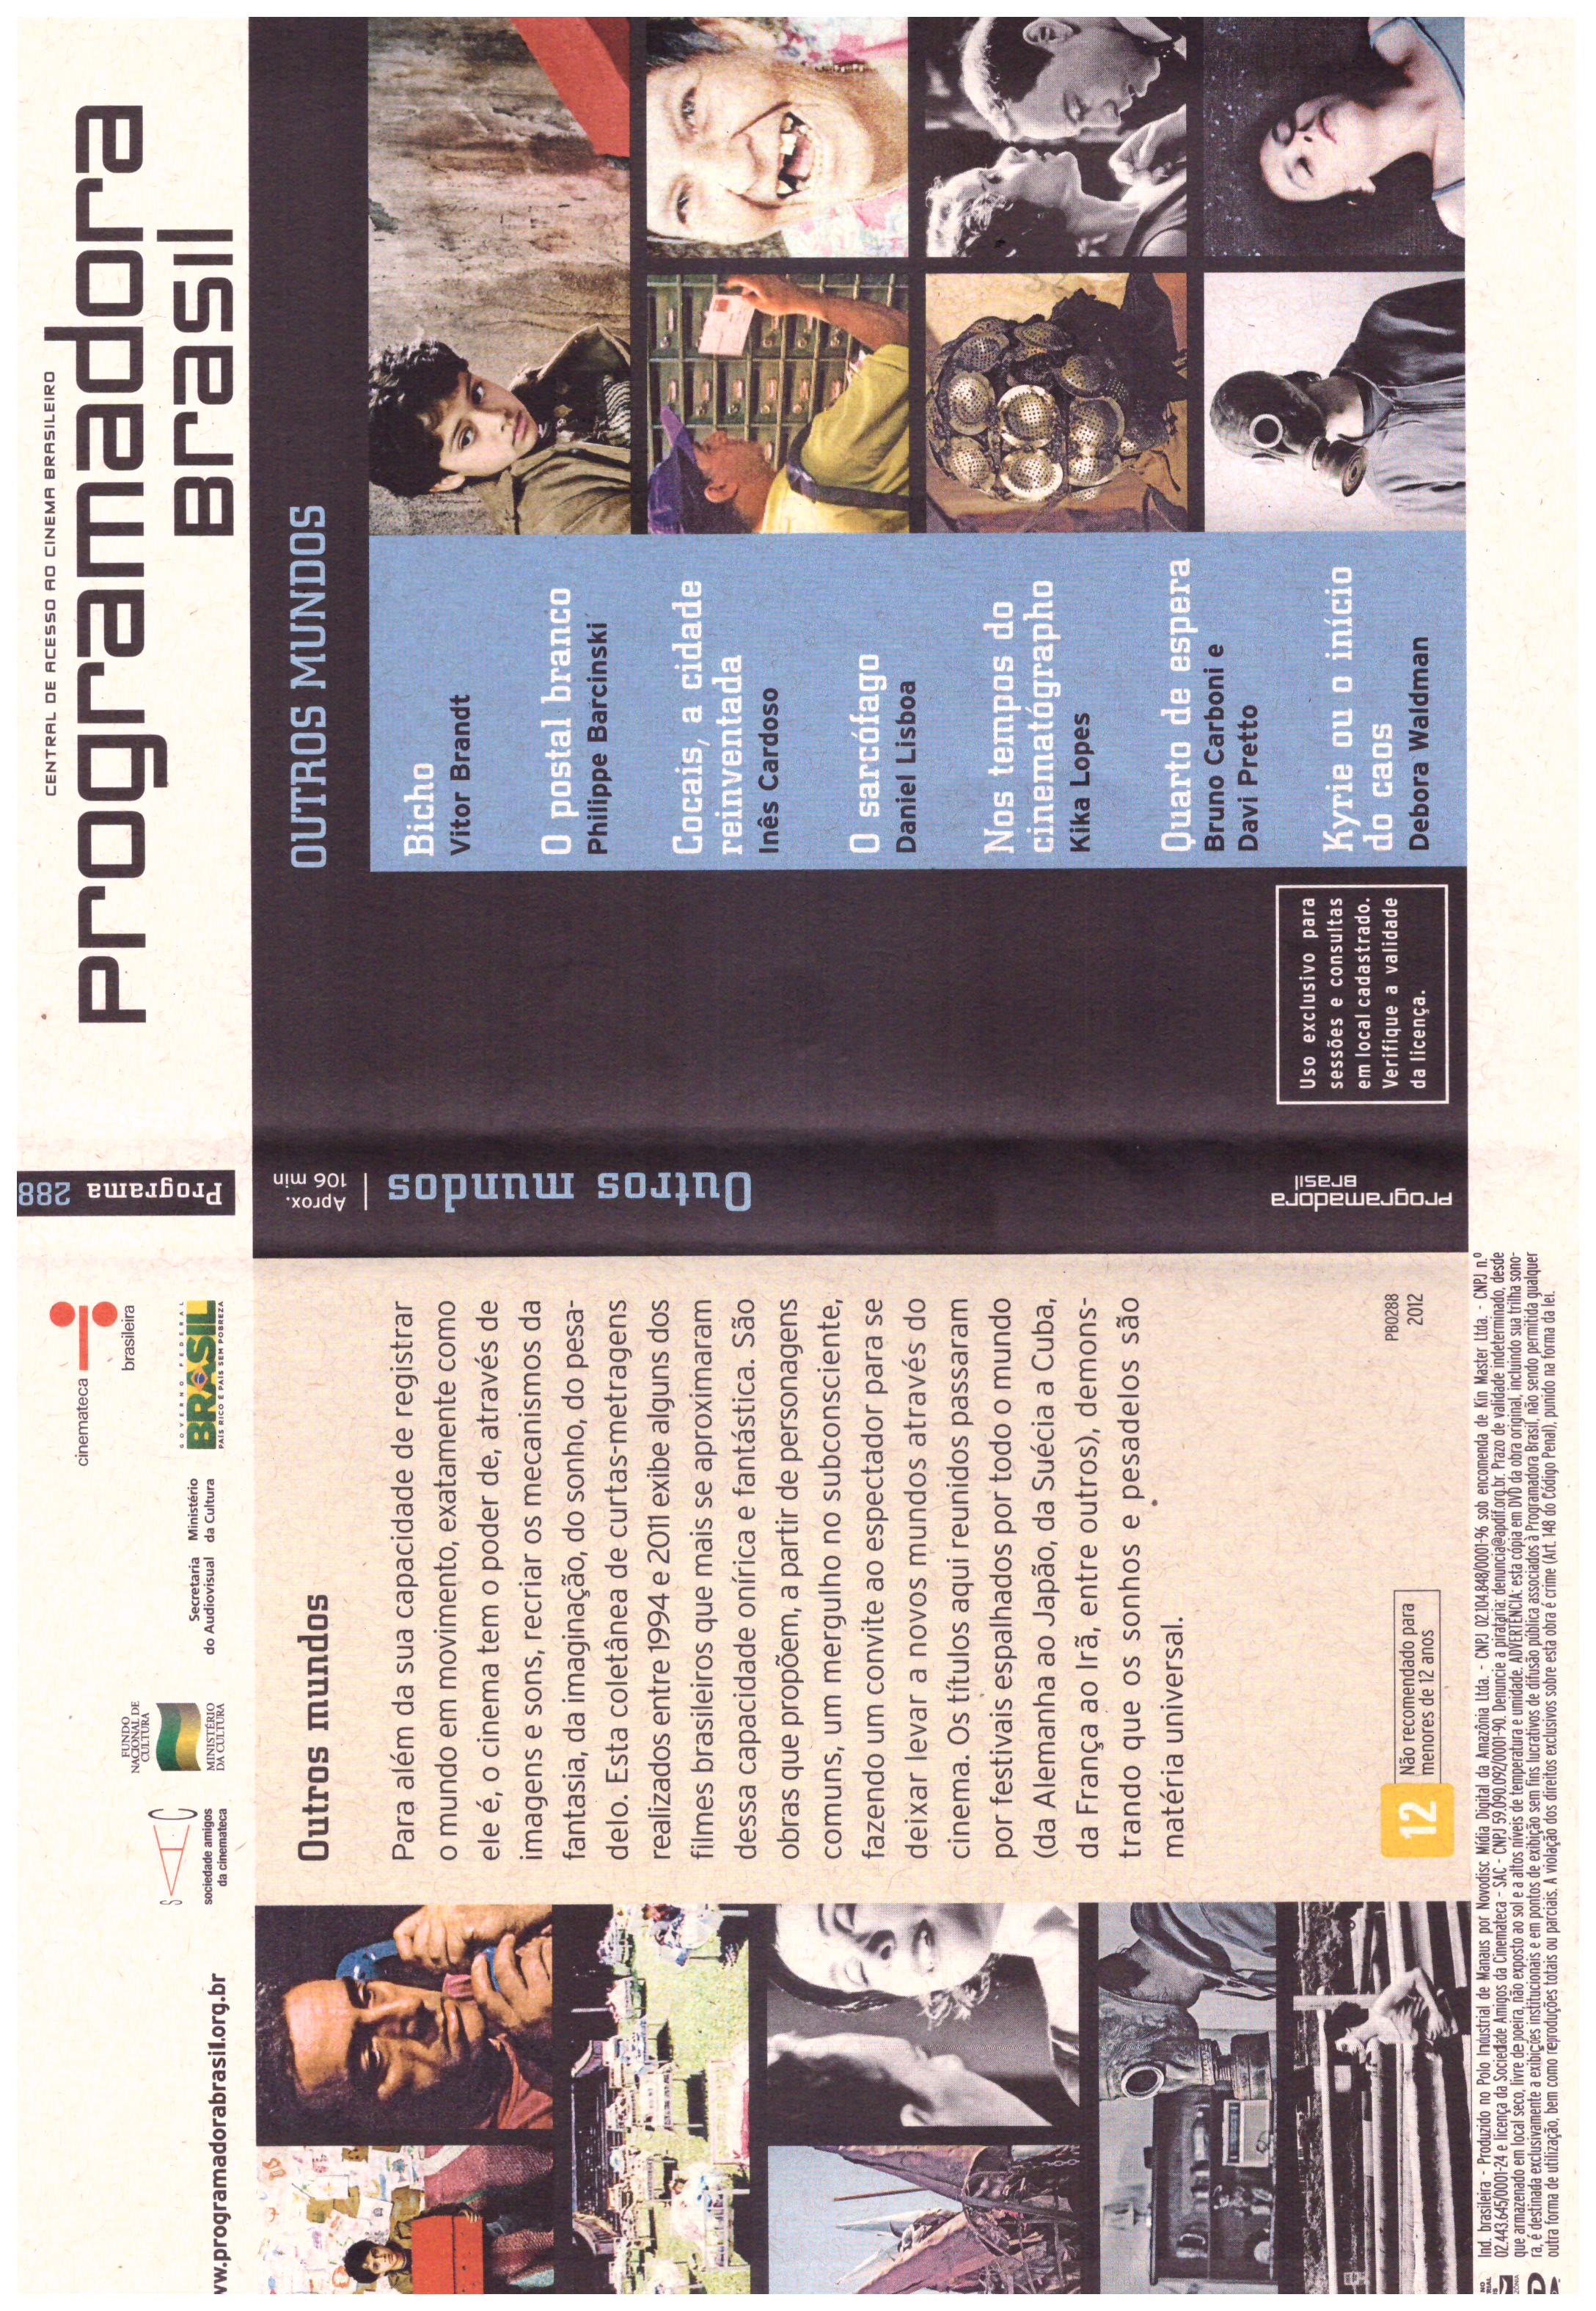 CENTRAL DE ACESSO AO CINEMA BRASILEIRO
Programadora
Brasil
OUTROS MUNDOS
Bicho
Vitor Brandt
O postal branco
Philippe Barcinski
Cocais, a cidade
reinventada
Inês Cardoso
O sarcófago
Daniel Lisboa
Nos tempos do
cinematógrapho
Kika Lopes
Quarto de espera
Bruno Carboni e
Davi Pretto
Kyrie ou o início
do caos
Debora Waldman
Uso exclusivo para
sessões e consultas
em local cadastrado.
Verifique a validade
da licença.
Programa 288
Aprox.
106 min
Outros mundos
Programadora
Brasil
cinemateca
brasileira
GOVERNO FEDERAL
BRASIL
PAÍS RICO É PAÍS SEM POBREZA
Ministério
da Cultura
Secretaria
do Audiovisual
FUNDO
NACIONAL DE
CULTURA
MINISTÉRIO
DA CULTURA
SAC
sociedade amigos
da cinemateca
ww.programadorabrasil.org.br
Outros mundos
Para além da sua capacidade de registrar
o mundo em movimento, exatamente como
ele é, o cinema tem o poder de, através de
imagens e sons, recriar os mecanismos da
fantasia, da imaginação, do sonho, do pesa-
delo. Esta coletânea de curtas-metragens
realizados entre 1994 e 2011 exibe alguns dos
filmes brasileiros que mais se aproximaram
dessa capacidade onírica e fantástica. São
obras que propõem, a partir de personagens
comuns, um mergulho no subconsciente,
fazendo um convite ao espectador para se
deixar levar a novos mundos através do
cinema. Os títulos aqui reunidos passaram
por festivais espalhados por todo o mundo
(da Alemanha ao Japão, da Suécia a Cuba,
da França ao Irã, entre outros), demons-
trando que os sonhos e pesadelos são
matéria universal.
12
Não recomendado para
menores de 12 anos
PB0288
2012
Ind. brasileira - Produzido no Polo Industrial de Manaus por Novodisc Mídia Digital da Amazônia Ltda. - CNPJ 02.104.848/0001-96 sob encomenda de Kin Master Ltda. - CNPJ n.º
02.443.645/0001-24 e licença da Sociedade Amigos da Cinemateca - SAC - CNPJ 59.090.092/0001-90. Denuncie a pirataria: denuncia@apdif.org.br. Prazo de validade indeterminado, desde
que armazenado em local seco, livre de poeira, não exposto ao sol e a altos níveis de temperatura e umidade. ADVERTÊNCIA: esta cópia em DVD da obra original, incluindo sua trilha sono-
ra, é destinada exclusivamente a exibições institucionais e em pontos de exibição sem fins lucrativos de difusão pública associados à Programadora Brasil, não sendo permitida qualquer
outra forma de utilização, bem como reproduções totais ou parciais. A violação dos direitos exclusivos sobre esta obra é crime (Art. 148 do Código Penal), punido na forma da lei.